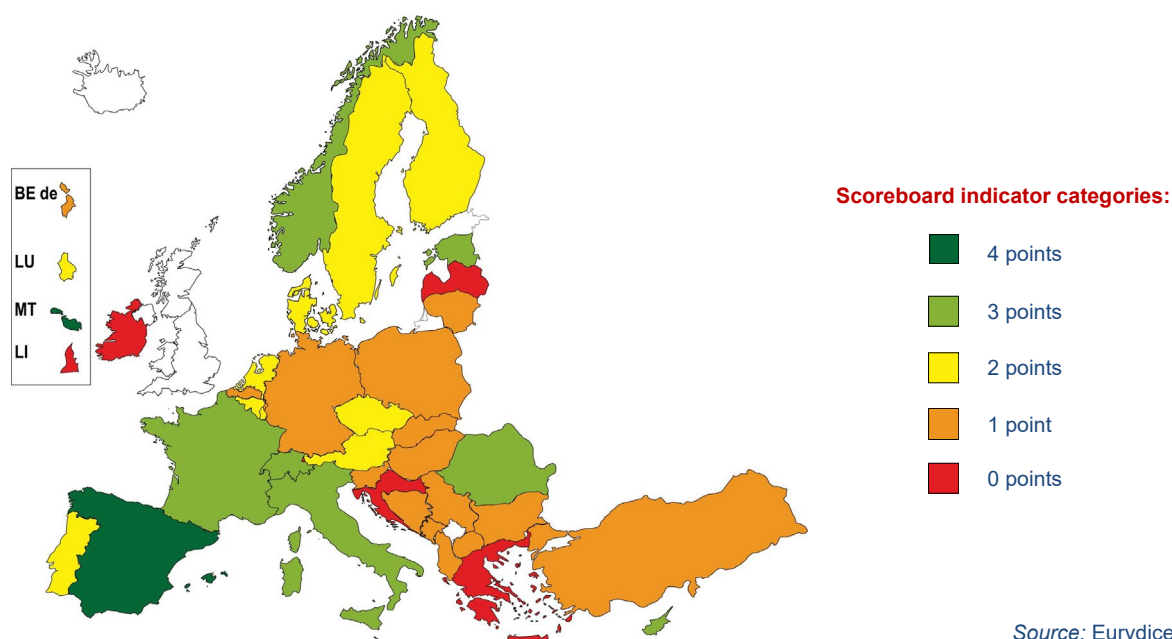 BE de
LU
MT
LI
Scoreboard indicator categories:
4 points
3 points
2 points
1 point
0 points
Source: Eurydice